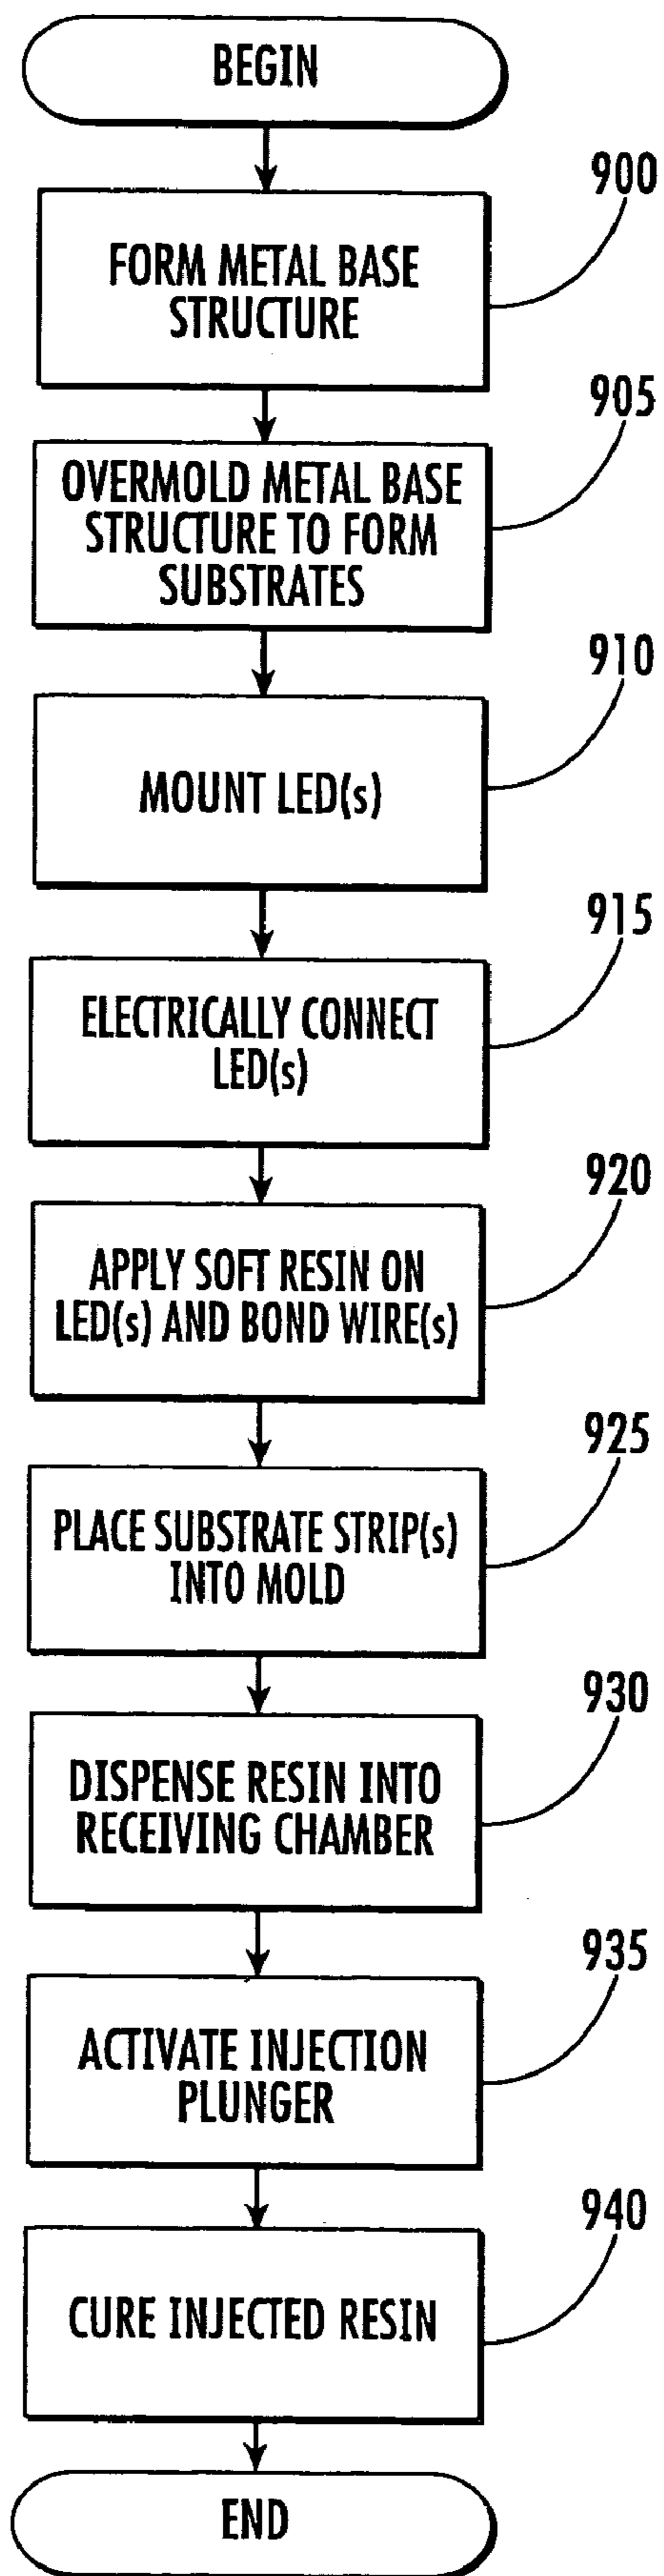 BEGIN
900
FORM METAL BASE
STRUCTURE
905
OVERMOLD METAL BASE
STRUCTURE TO FORM
SUBSTRATES
910
MOUNT LED(s)
915
ELECTRICALLY CONNECT
LED(s)
920
APPLY SOFT RESIN ON
LED(s) AND BOND WIRE(s)
925
PLACE SUBSTRATE STRIP(s)
INTO MOLD
930
DISPENSE RESIN INTO
RECEIVING CHAMBER
935
ACTIVATE INJECTION
PLUNGER
940
CURE INJECTED RESIN
END